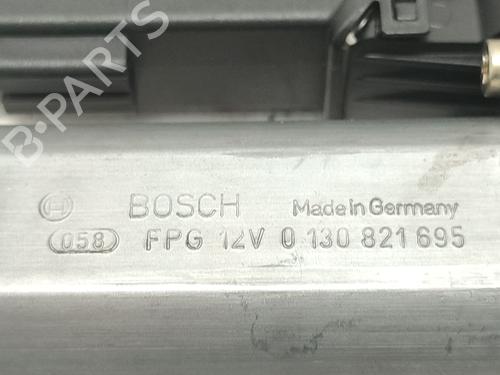 B-PARTS
BOSCH Made in Germany
058 FPG 12V 0 130 821 695